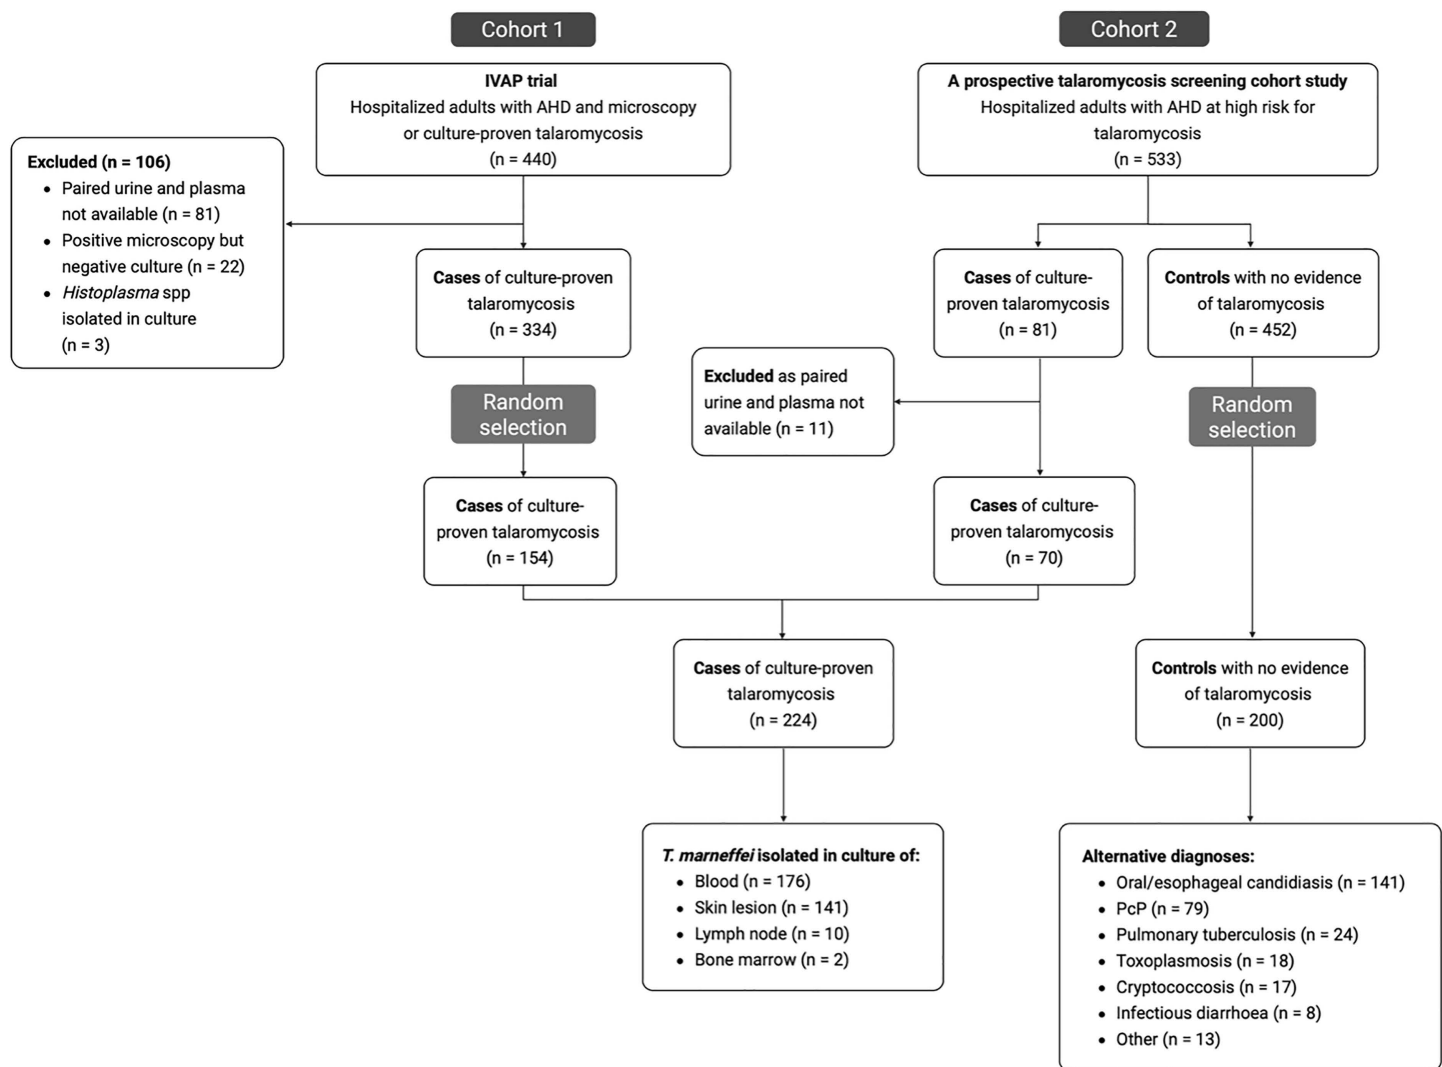 Cohort 1
Cohort 2
IVAP trial
Hospitalized adults with AHD and microscopy
or culture-proven talaromycosis
(n = 440)
A prospective talaromycosis screening cohort study
Hospitalized adults with AHD at high risk for
talaromycosis
(n = 533)
Excluded (n = 106)
• Paired urine and plasma
not available (n = 81)
• Positive microscopy but
negative culture (n = 22)
• Histoplasma spp
isolated in culture
(n = 3)
Cases of culture-proven
talaromycosis
(n = 334)
Cases of culture-
proven talaromycosis
(n = 81)
Controls with no evidence
of talaromycosis
(n = 452)
Excluded as paired
urine and plasma not
available (n = 11)
Random
selection
Random
selection
Cases of culture-
proven talaromycosis
(n = 154)
Cases of culture-
proven talaromycosis
(n = 70)
Cases of culture-proven
talaromycosis
(n = 224)
Controls with no evidence
of talaromycosis
(n = 200)
T. marneffei isolated in culture of:
• Blood (n = 176)
• Skin lesion (n = 141)
• Lymph node (n = 10)
• Bone marrow (n = 2)
Alternative diagnoses:
• Oral/esophageal candidiasis (n = 141)
• PcP (n = 79)
• Pulmonary tuberculosis (n = 24)
• Toxoplasmosis (n = 18)
• Cryptococcosis (n = 17)
• Infectious diarrhoea (n = 8)
• Other (n = 13)